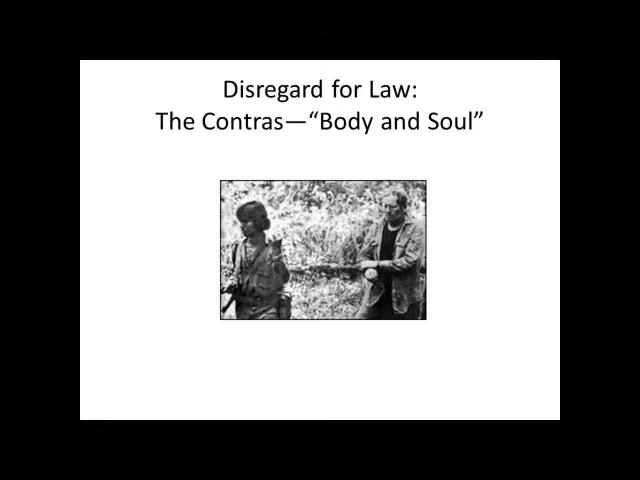 Disregard for Law:
The Contras—“Body and Soul”